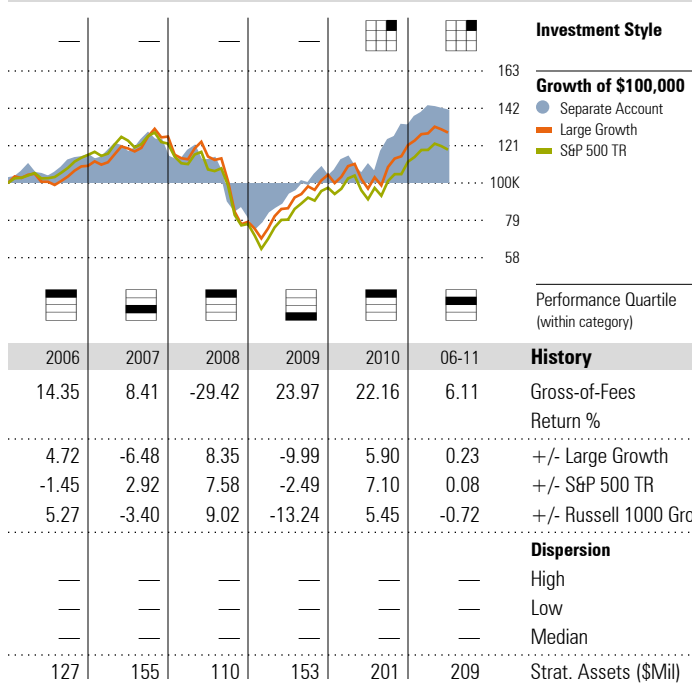 — — — — Investment Style
163
Growth of $100,000
142
Separate Account
Large Growth
121
S&P 500 TR
100K
79
58
Performance Quartile
(within category)
2006 2007 2008 2009 2010 06-11 History
14.35 8.41 -29.42 23.97 22.16 6.11 Gross-of-Fees
Return %
4.72 -6.48 8.35 -9.99 5.90 0.23 +/- Large Growth
-1.45 2.92 7.58 -2.49 7.10 0.08 +/- S&P 500 TR
5.27 -3.40 9.02 -13.24 5.45 -0.72 +/- Russell 1000 Gro
Dispersion
— — — — — — High
— — — — — — Low
— — — — — — Median
127 155 110 153 201 209 Strat. Assets ($Mil)